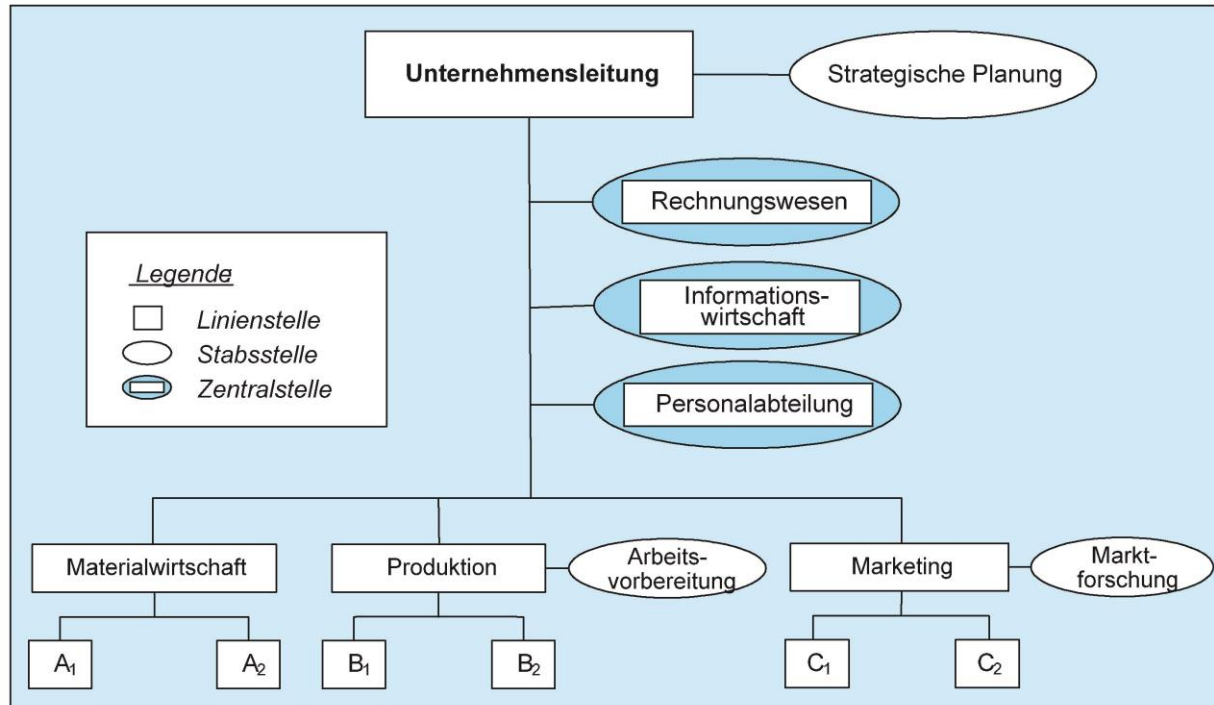 Unternehmensleitung
Strategische Planung
Rechnungswesen
Informations-
wirtschaft
Personalabteilung
Legende
Linienstelle
Stabsstelle
Zentralstelle
Materialwirtschaft
Produktion
Arbeits-
vorbereitung
Marketing
Markt-
forschung
A₁
A₂
B₁
B₂
C₁
C₂